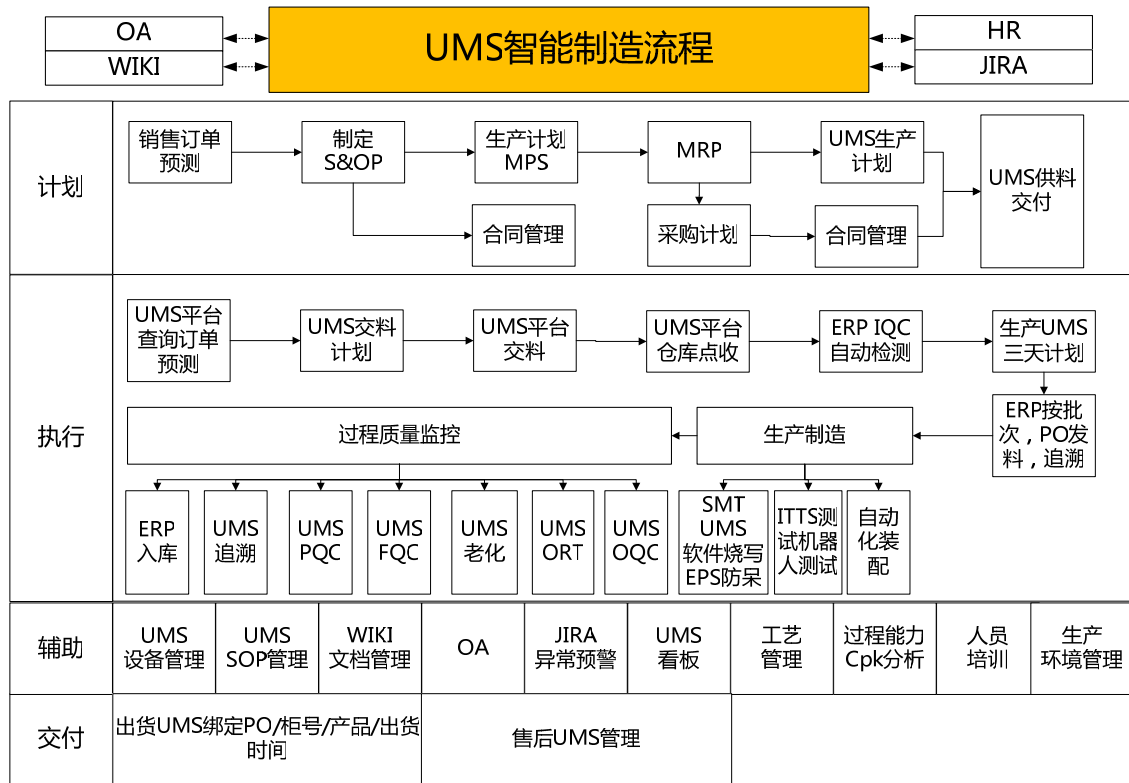 OA
WIKI
UMS智能制造流程
HR
JIRA
计划
销售订单
预测
制定
S&OP
生产计划
MPS
MRP
UMS生产
计划
UMS供料
交付
合同管理
采购计划
合同管理
执行
UMS平台
查询订单
预测
UMS交料
计划
UMS平台
交料
UMS平台
仓库点收
ERP IQC
自动检测
生产UMS
三天计划
过程质量监控
生产制造
ERP按批
次，PO发
料，追溯
ERP
入库
UMS
追溯
UMS
PQC
UMS
FQC
UMS
老化
UMS
ORT
UMS
OQC
SMT
UMS
软件烧写
EPS防呆
ITTS测
试机器
人测试
自动
化装
配
辅助
UMS
设备管理
UMS
SOP管理
WIKI
文档管理
OA
JIRA
异常预警
UMS
看板
工艺
管理
过程能力
Cpk分析
人员
培训
生产
环境管理
交付
出货UMS绑定PO/柜号/产品/出货
时间
售后UMS管理